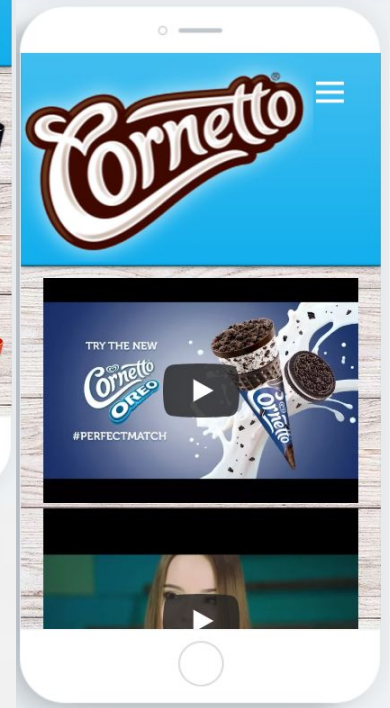 Cornetto®
TRY THE NEW
Cornetto
OREO
#PERFECTMATCH
Cornetto